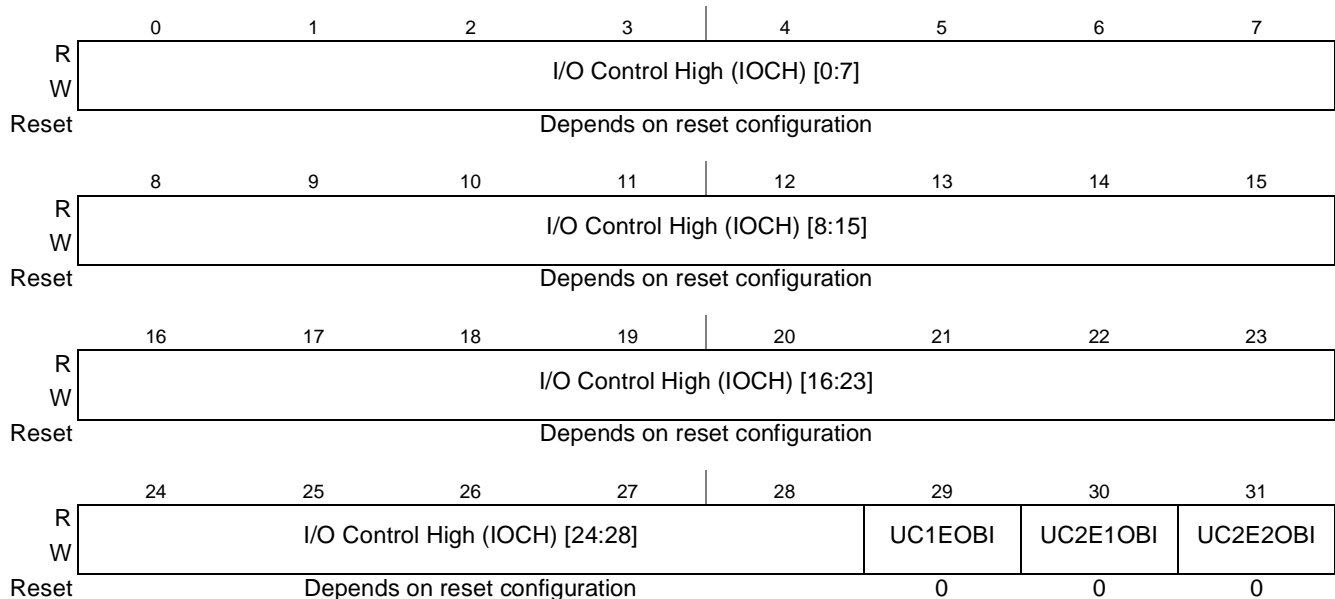 0 1 2 3 4 5 6 7
R
I/O Control High (IOCH) [0:7]
W
Reset Depends on reset configuration
8 9 10 11 12 13 14 15
R
I/O Control High (IOCH) [8:15]
W
Reset Depends on reset configuration
16 17 18 19 20 21 22 23
R
I/O Control High (IOCH) [16:23]
W
Reset Depends on reset configuration
24 25 26 27 28 29 30 31
R
I/O Control High (IOCH) [24:28] UC1EOBI UC2E1OBI UC2E2OBI
W
Reset Depends on reset configuration 0 0 0